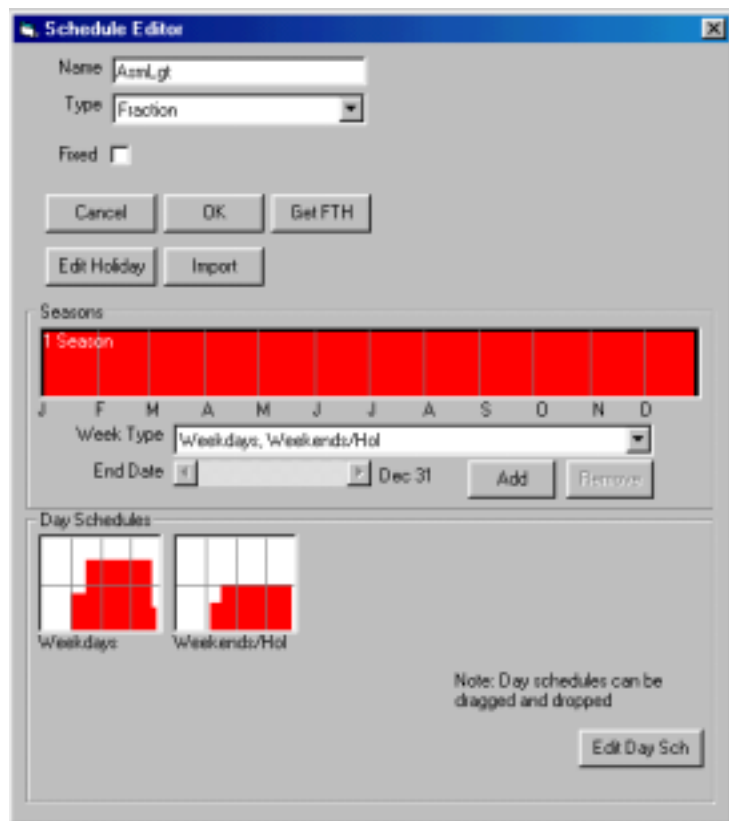 Schedule Editor
Name AsmLgt
Type Fraction
Fixed
Cancel OK Get FTH
Edit Holiday Import
Seasons
1 Season
J F M A M J J A S O N D
Week Type Weekdays, Weekends/Hol
End Date Dec 31 Add Remove
Day Schedules
Weekdays Weekends/Hol
Note: Day schedules can be
dragged and dropped
Edit Day Sch